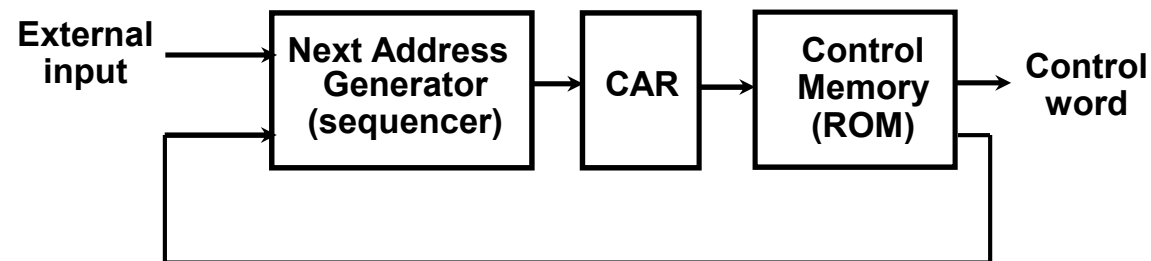 External
input
Next Address
Generator
(sequencer)
CAR
Control
Memory
(ROM)
Control
word